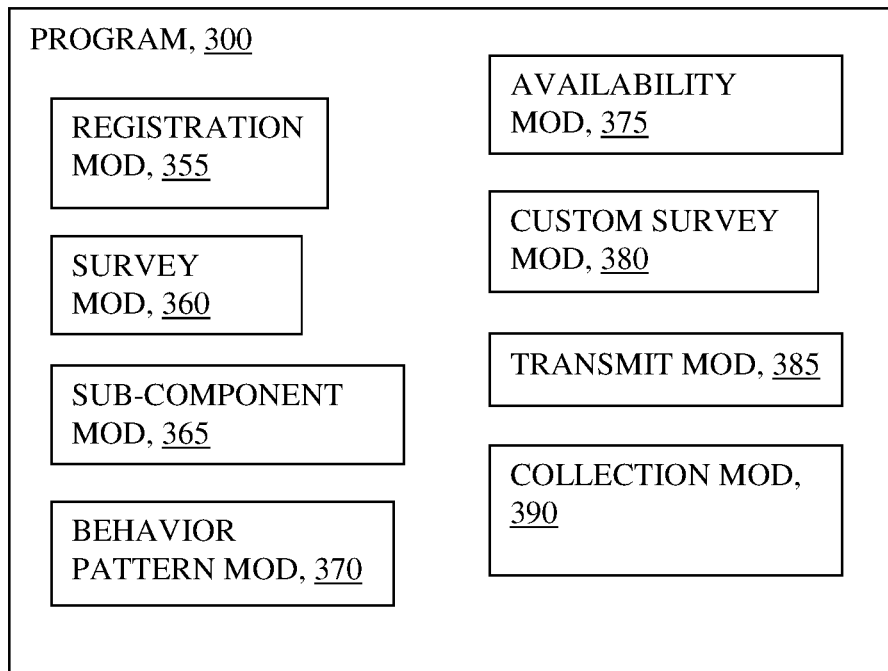 PROGRAM, 300
REGISTRATION
MOD, 355
SURVEY
MOD, 360
SUB-COMPONENT
MOD, 365
BEHAVIOR
PATTERN MOD, 370
AVAILABILITY
MOD, 375
CUSTOM SURVEY
MOD, 380
TRANSMIT MOD, 385
COLLECTION MOD,
390